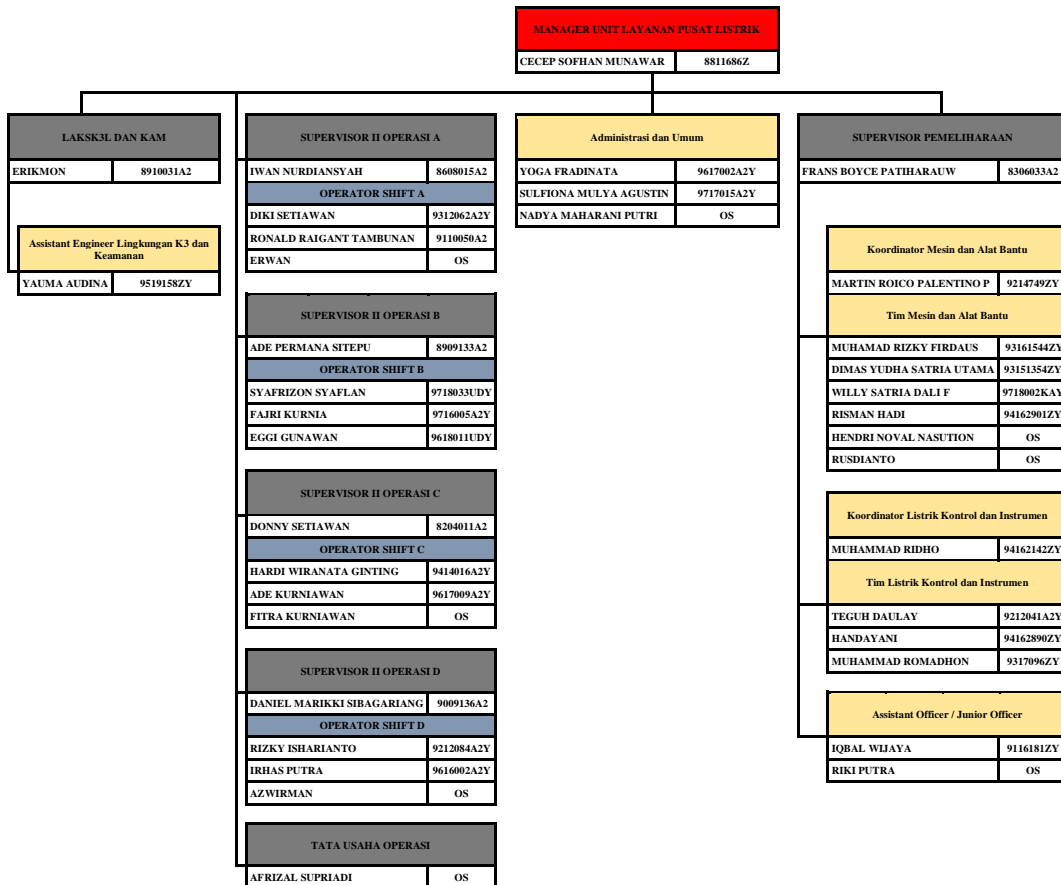 MANAGER UNIT LAYANAN PUSAT LISTRIK
CECEP SOFHAN MUNAWAR 8811686Z
LAKSK3L DAN KAM
ERIKMON 8910031A2
Assistant Engineer Lingkungan K3 dan
Keamanan
YAUMA AUDINA 9519158ZY
SUPERVISOR II OPERASI A
IWAN NURDIANSYAH 8608015A2
OPERATOR SHIFT A
DIKI SETIAWAN 9312062A2Y
RONALD RAIGANT TAMBUNAN 9110050A2
ERWAN OS
SUPERVISOR II OPERASI B
ADE PERMANA SITEPU 8909133A2
OPERATOR SHIFT B
SYAFRIZON SYAFLAN 9718033UDY
FAJRI KURNIA 9716005A2Y
EGGI GUNAWAN 9618011UDY
SUPERVISOR II OPERASI C
DONNY SETIAWAN 8204011A2
OPERATOR SHIFT C
HARDI WIRANATA GINTING 9414016A2Y
ADE KURNIAWAN 9617009A2Y
FITRA KURNIAWAN OS
SUPERVISOR II OPERASI D
DANIEL MARIKKI SIBAGARIANG 9009136A2
OPERATOR SHIFT D
RIZKY ISHARIANTO 9212084A2Y
IRHAS PUTRA 9616002A2Y
AZWIRMAN OS
TATA USAHA OPERASI
AFRIZAL SUPRIADI OS
Administrasi dan Umum
YOGA FRADINATA 9617002A2Y
SULFIONA MULYA AGUSTIN 9717015A2Y
NADYA MAHARANI PUTRI OS
SUPERVISOR PEMELIHARAAN
FRANS BOYCE PATIHARAUW 8306033A2
Koordinator Mesin dan Alat Bantu
MARTIN ROICO PALENTINO P 9214749ZY
Tim Mesin dan Alat Bantu
MUHAMAD RIZKY FIRDAUS 93161544ZY
DIMAS YUDHA SATRIA UTAMA 93151354ZY
WILLY SATRIA DALI F 9718002KAY
RISMAN HADI 94162901ZY
HENDRI NOVAL NASUTION OS
RUSDIANTO OS
Koordinator Listrik Kontrol dan Instrumen
MUHAMMAD RIDHO 94162142ZY
Tim Listrik Kontrol dan Instrumen
TEGUH DAULAY 9212041A2Y
HANDAYANI 94162890ZY
MUHAMMAD ROMADHON 9317096ZY
Assistant Officer / Junior Officer
IQBAL WIJAYA 9116181ZY
RIKI PUTRA OS